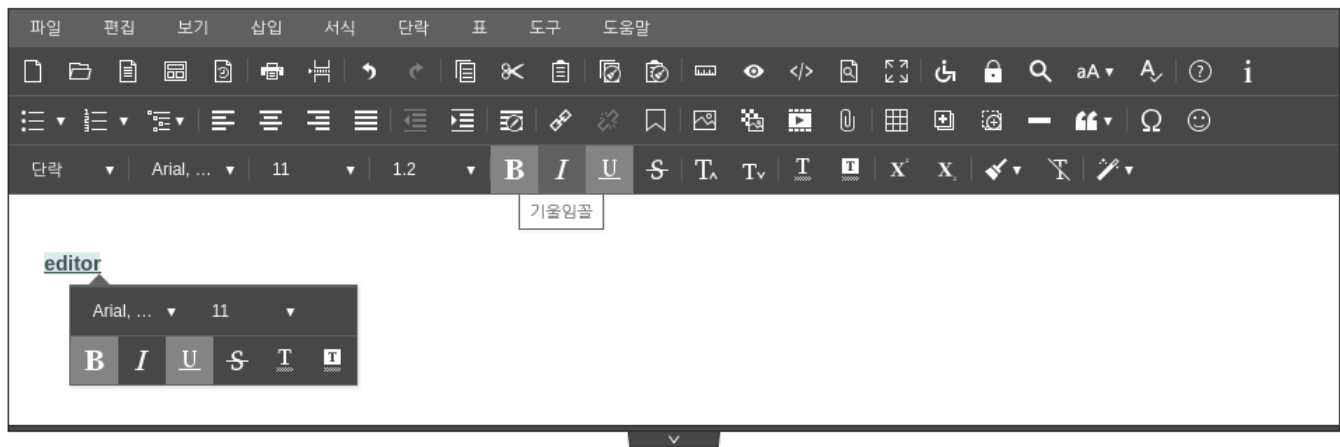 파일 편집 보기 삽입 서식 단락 표 도구 도움말
aA
단락 Arial, ... 11 1.2 B I U S T T T T X X T
기울임꼴
editor
Arial, ... 11
B I U S T T